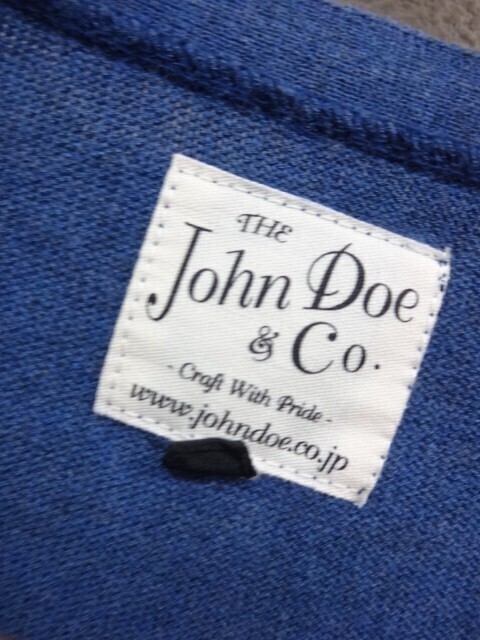 THE
John Doe
& Co.
- Craft With Pride -
www.johndoe.co.jp